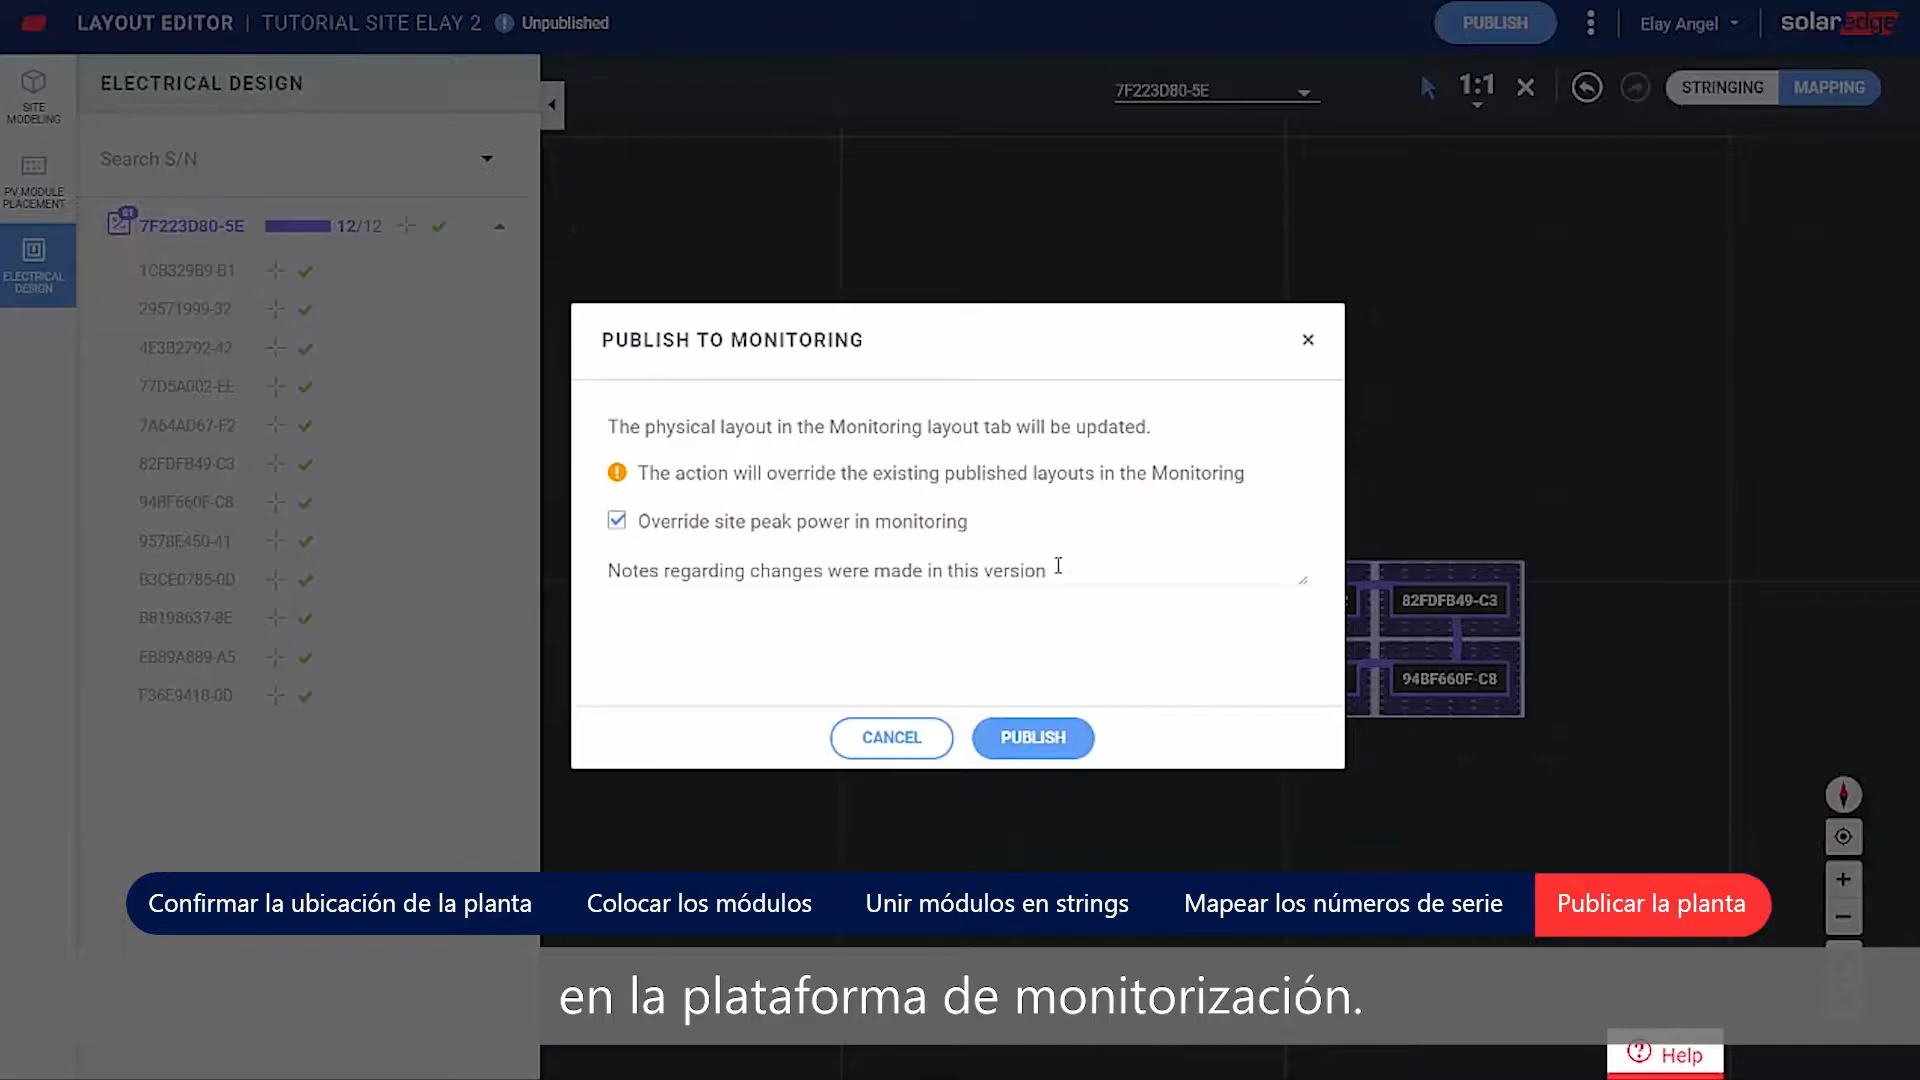 LAYOUT EDITOR | TUTORIAL SITE ELAY 2 Unpublished
PUBLISH
Elay Angel
solaredge
SITE
MODELING
PV MODULE
PLACEMENT
ELECTRICAL
DESIGN
ELECTRICAL DESIGN
Search S/N
7F223D80-5E 12/12
1CB329B9-B1
29571999-32
4E3B2792-42
77D5A002-EE
7A64AD67-F2
82FDFB49-C3
94BF660F-C8
9578E450-41
B3CE0785-0D
B8198637-8E
EB89A889-A5
F36E9418-0D
7F223D80-5E
1:1
STRINGING
MAPPING
PUBLISH TO MONITORING
The physical layout in the Monitoring layout tab will be updated.
The action will override the existing published layouts in the Monitoring
Override site peak power in monitoring
Notes regarding changes were made in this version
CANCEL
PUBLISH
82FDFB49-C3
94BF660F-C8
Confirmar la ubicación de la planta
Colocar los módulos
Unir módulos en strings
Mapear los números de serie
Publicar la planta
en la plataforma de monitorización.
Help